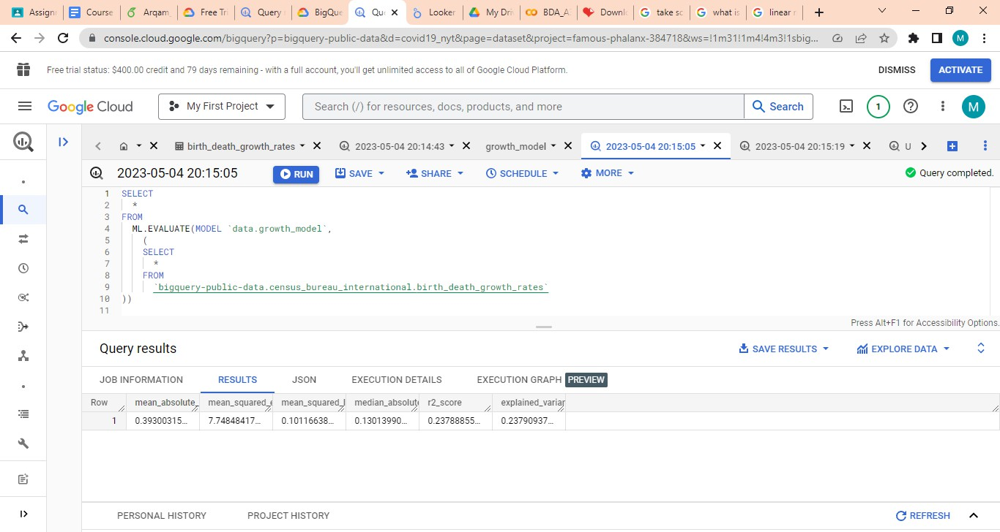 Assignr
Course
Arqam_
Free Tri
Query
BigQue
Qu
Looker
My Driv
BDA_A
Downl
take sc
what is
linear r
console.cloud.google.com/bigquery?p=bigquery-public-data&d=covid19_nyt&page=dataset&project=famous-phalanx-384718&ws=!1m31!1m4!4m3!1sbig...
M
Free trial status: $400.00 credit and 79 days remaining - with a full account, you'll get unlimited access to all of Google Cloud Platform.
DISMISS
ACTIVATE
Google Cloud
My First Project
Search (/) for resources, docs, products, and more
Search
1
M
birth_death_growth_rates
2023-05-04 20:14:43
growth_model
2023-05-04 20:15:05
2023-05-04 20:15:19
U
2023-05-04 20:15:05
RUN
SAVE
SHARE
SCHEDULE
MORE
Query completed.
1 SELECT
2 *
3 FROM
4 ML.EVALUATE(MODEL `data.growth_model`,
5 (
6 SELECT
7 *
8 FROM
9 `bigquery-public-data.census_bureau_international.birth_death_growth_rates`
10 ))
11
Press Alt+F1 for Accessibility Options.
Query results
SAVE RESULTS
EXPLORE DATA
JOB INFORMATION
RESULTS
JSON
EXECUTION DETAILS
EXECUTION GRAPH PREVIEW
Row mean_absolute_ mean_squared_e mean_squared_l median_absolute r2_score explained_varian
1 0.39300315... 7.74848417... 0.10116638... 0.13013990... 0.23788855... 0.23790937...
PERSONAL HISTORY
PROJECT HISTORY
REFRESH